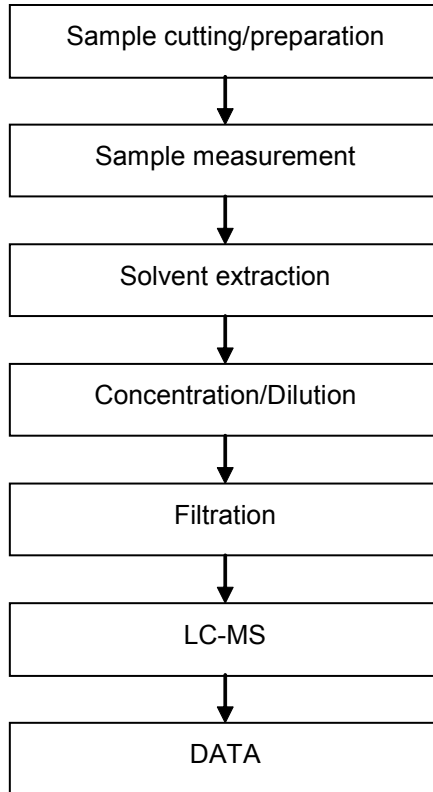 Sample cutting/preparation
Sample measurement
Solvent extraction
Concentration/Dilution
Filtration
LC-MS
DATA